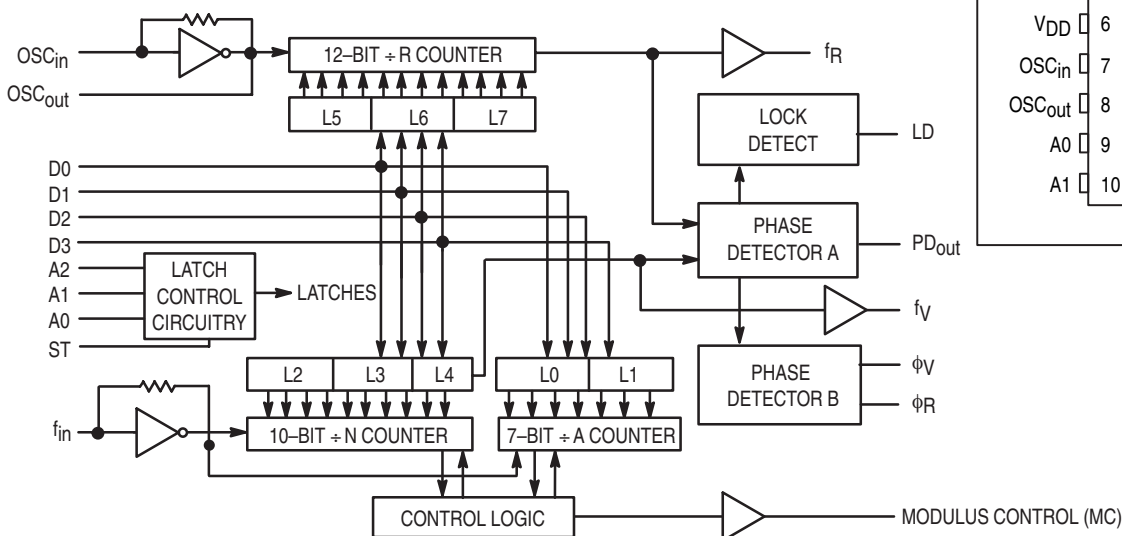 OSCin
OSCout
12–BIT ÷ R COUNTER
fR
L5 L6 L7
LOCK DETECT
LD
D0
D1
D2
D3
A2
A1
A0
ST
LATCH CONTROL CIRCUITRY
LATCHES
PHASE DETECTOR A
PDout
fV
L2 L3 L4
L0 L1
PHASE DETECTOR B
ϕV
ϕR
fin
10–BIT ÷ N COUNTER
7–BIT ÷ A COUNTER
CONTROL LOGIC
MODULUS CONTROL (MC)
VDD 6
OSCin 7
OSCout 8
A0 9
A1 10